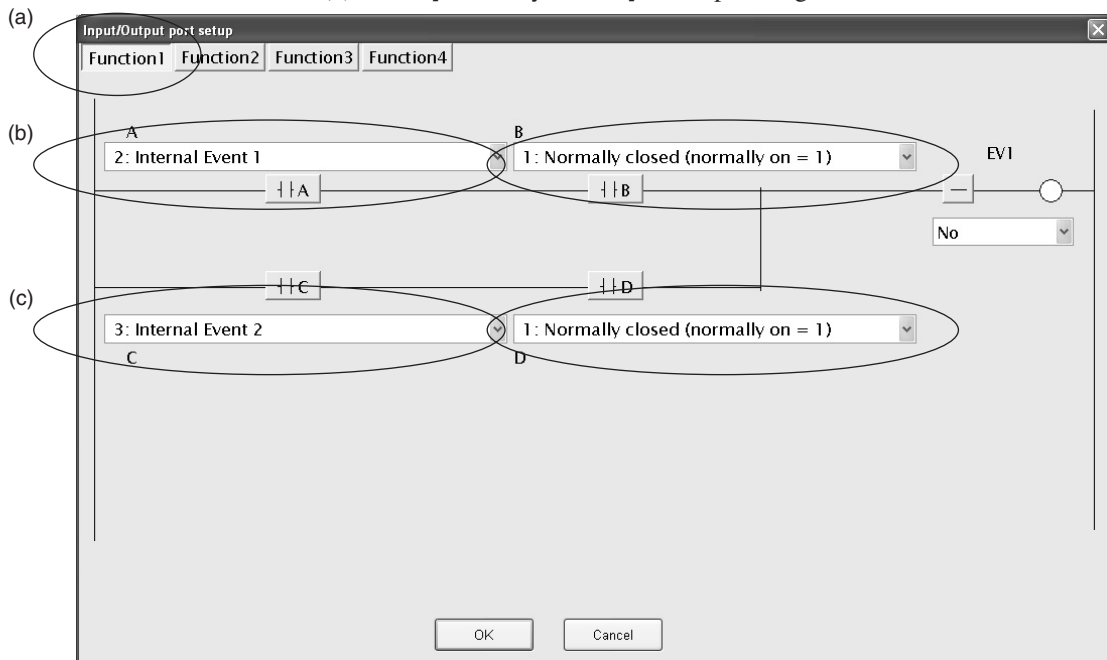 (a)
Input/Output port setup
Function1 Function2 Function3 Function4
(b)
A B
2: Internal Event 1 1: Normally closed (normally on = 1) EV1
A B
No
(c)
C D
3: Internal Event 2 1: Normally closed (normally on = 1)
C D
OK Cancel